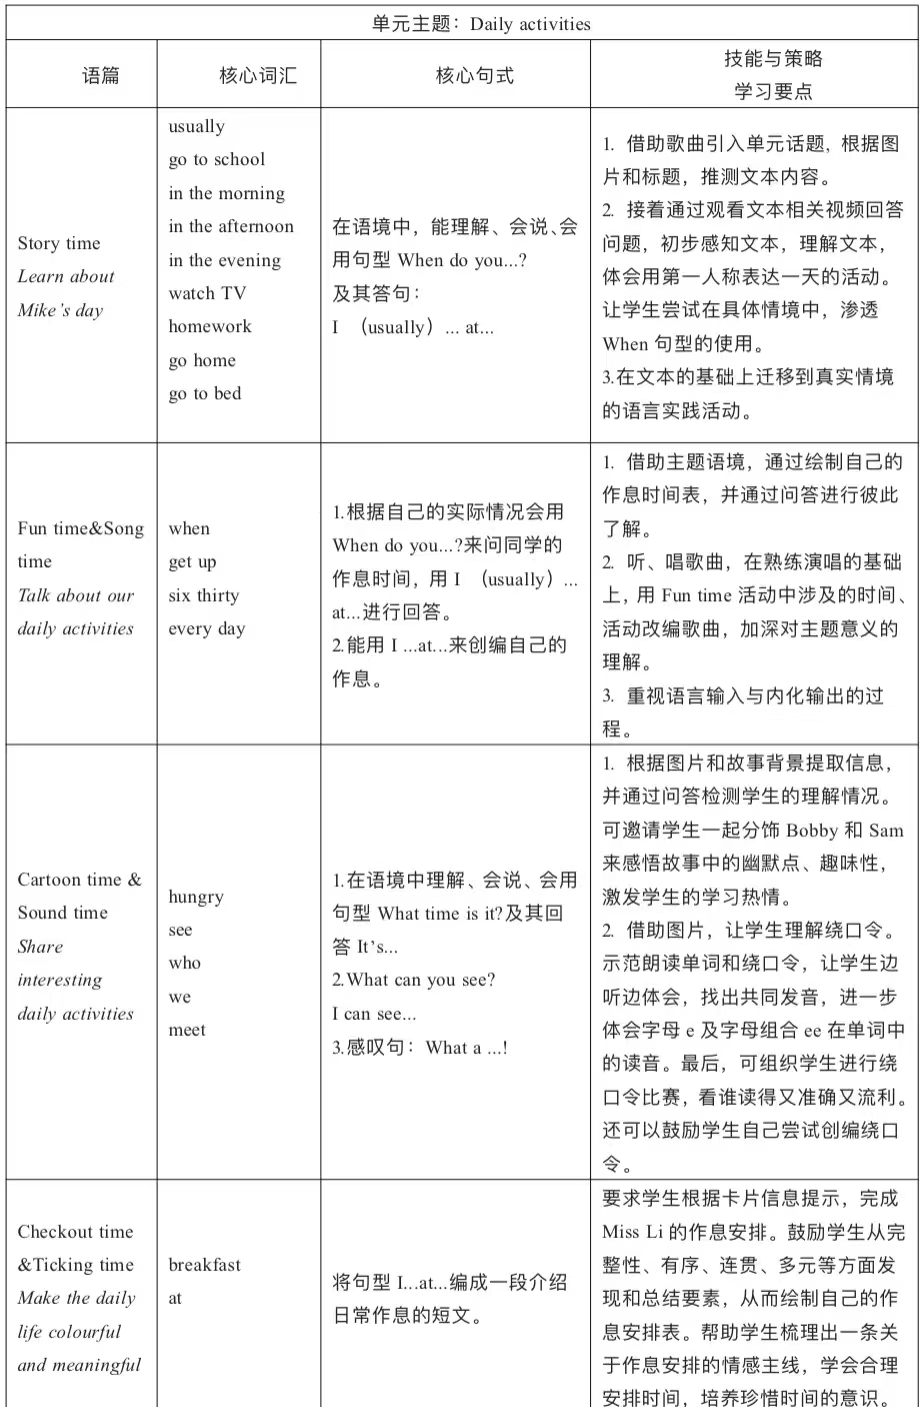 单元主题：Daily activities
语篇
核心词汇
核心句式
技能与策略
学习要点
Story time
Learn about
Mike’s day
usually
go to school
in the morning
in the afternoon
in the evening
watch TV
homework
go home
go to bed
在语境中，能理解、会说、会
用句型 When do you...?
及其答句：
I （usually）... at...
1. 借助歌曲引入单元话题, 根据图
片和标题，推测文本内容。
2. 接着通过观看文本相关视频回答
问题，初步感知文本，理解文本，
体会用第一人称表达一天的活动。
让学生尝试在具体情境中，渗透
When 句型的使用。
3.在文本的基础上迁移到真实情境
的语言实践活动。
Fun time&Song
time
Talk about our
daily activities
when
get up
six thirty
every day
1.根据自己的实际情况会用
When do you...?来问同学的
作息时间，用 I （usually）...
at...进行回答。
2.能用 I ...at...来创编自己的
作息。
1. 借助主题语境，通过绘制自己的
作息时间表，并通过问答进行彼此
了解。
2. 听、唱歌曲，在熟练演唱的基础
上，用 Fun time 活动中涉及的时间、
活动改编歌曲，加深对主题意义的
理解。
3. 重视语言输入与内化输出的过
程。
Cartoon time &
Sound time
Share
interesting
daily activities
hungry
see
who
we
meet
1.在语境中理解、会说、会用
句型 What time is it?及其回
答 It’s...
2.What can you see?
I can see...
3.感叹句：What a ...!
1. 根据图片和故事背景提取信息，
并通过问答检测学生的理解情况。
可邀请学生一起分饰 Bobby 和 Sam
来感悟故事中的幽默点、趣味性，
激发学生的学习热情。
2. 借助图片，让学生理解绕口令。
示范朗读单词和绕口令，让学生边
听边体会，找出共同发音，进一步
体会字母 e 及字母组合 ee 在单词中
的读音。最后，可组织学生进行绕
口令比赛，看谁读得又准确又流利。
还可以鼓励学生自己尝试创编绕口
令。
Checkout time
&Ticking time
Make the daily
life colourful
and meaningful
breakfast
at
将句型 I...at...编成一段介绍
日常作息的短文。
要求学生根据卡片信息提示，完成
Miss Li 的作息安排。鼓励学生从完
整性、有序、连贯、多元等方面发
现和总结要素，从而绘制自己的作
息安排表。帮助学生梳理出一条关
于作息安排的情感主线，学会合理
安排时间，培养珍惜时间的意识。